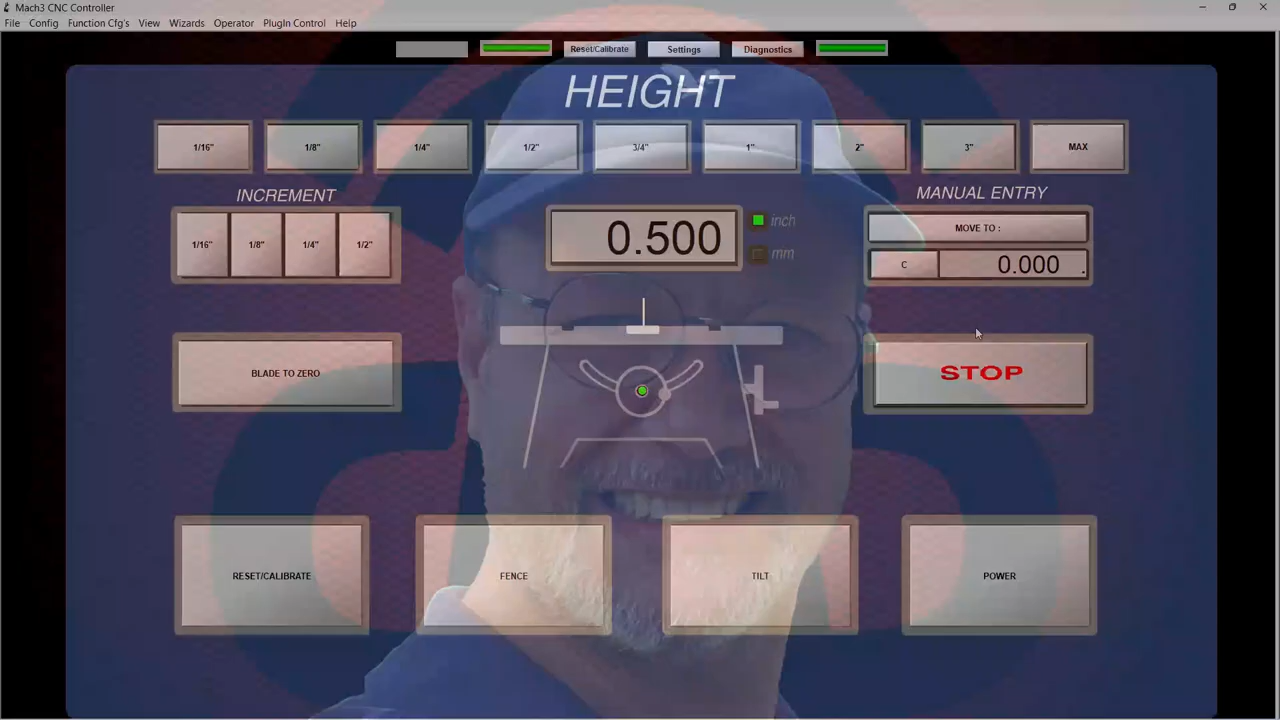 Mach3 CNC Controller
File Config Function Cfg's View Wizards Operator PlugIn Control Help
Reset/Calibrate Settings Diagnostics
HEIGHT
1/16" 1/8" 1/4" 1/2" 3/4" 1" 2" 3" MAX
INCREMENT
MANUAL ENTRY
1/16" 1/8" 1/4" 1/2"
0.500
inch
mm
MOVE TO :
C 0.000 .
BLADE TO ZERO
STOP
RESET/CALIBRATE FENCE TILT POWER